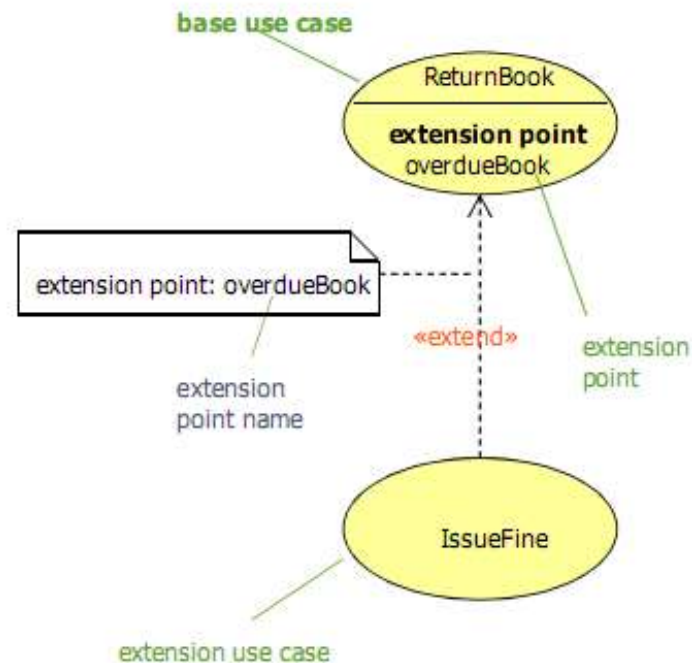 base use case
ReturnBook
extension point
overdueBook
extension point: overdueBook
«extend»
extension
point
extension
point name
IssueFine
extension use case